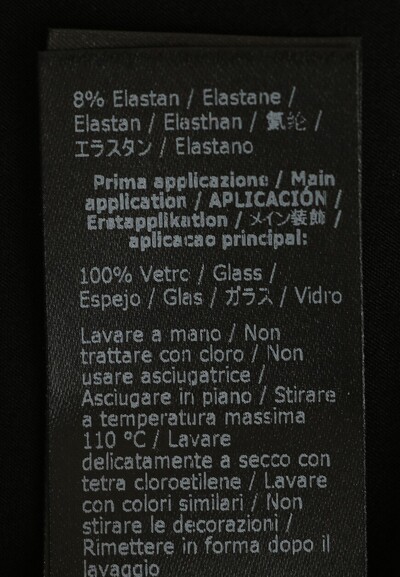 8% Elastan / Elastane /
Elastan / Elasthan / 氨纶 /
エラスタン / Elastano
Prima applicazione / Main
application / APLICACIÓN /
Erstapplikation / メイン装飾 /
aplicacao principal:
100% Vetro / Glass /
Espejo / Glas / ガラス / Vidro
Lavare a mano / Non
trattare con cloro / Non
usare asciugatrice /
Asciugare in piano / Stirare
a temperatura massima
110 °C / Lavare
delicatamente a secco con
tetra cloroetilene / Lavare
con colori similari / Non
stirare le decorazioni /
Rimettere in forma dopo il
lavaggio